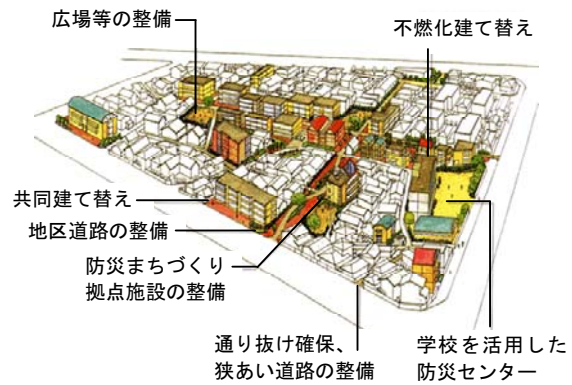 広場等の整備
不燃化建て替え
共同建て替え
地区道路の整備
防災まちづくり
拠点施設の整備
通り抜け確保、
狭あい道路の整備
学校を活用した
防災センター